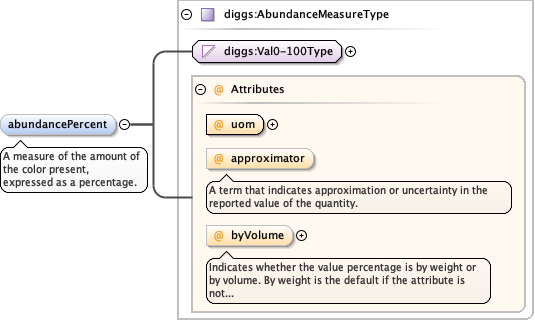 diggs:AbundanceMeasureType
diggs:Val0-100Type
@ Attributes
abundancePercent
A measure of the amount of
the color present,
expressed as a percentage.
@ uom
@ approximator
A term that indicates approximation or uncertainty in the
reported value of the quantity.
@ byVolume
Indicates whether the value percentage is by weight or
by volume. By weight is the default if the attribute is
not...